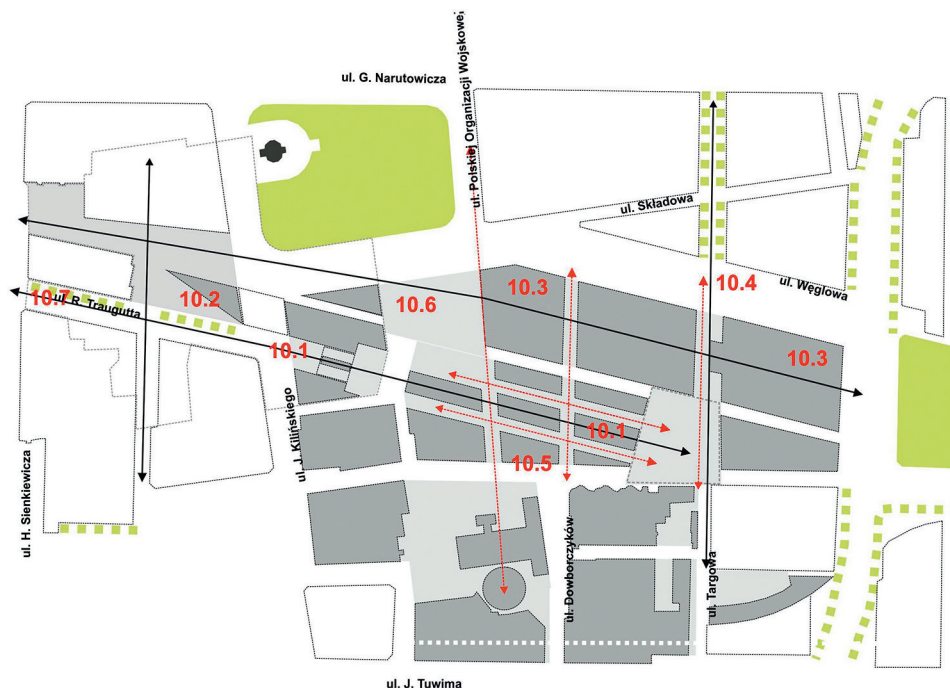 ul. G. Narutowicza
ul. Polskiej Organizacji Wojskowej
ul. Składowa
10.7
ul. R. Traugutta
10.2
10.6
10.3
10.4
ul. Węglowa
10.1
10.3
ul. J. Kilińskiego
10.1
10.5
ul. H. Sienkiewicza
ul. Dowborczyków
ul. Targowa
ul. J. Tuwima